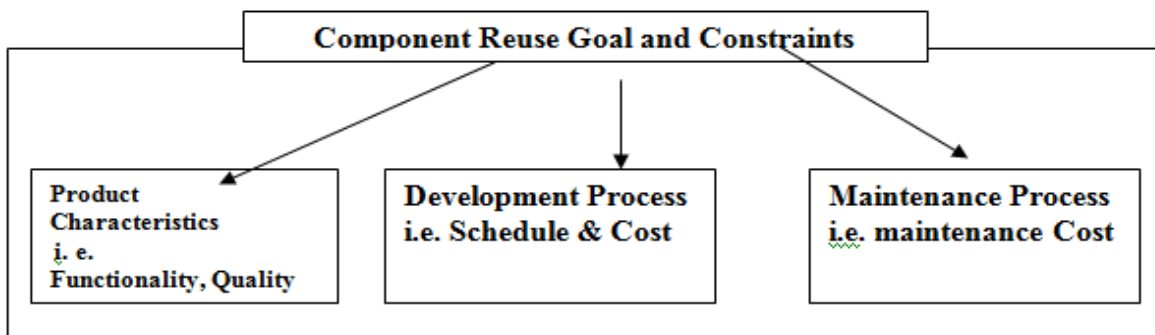 Component Reuse Goal and Constraints
Product
Characteristics
i. e.
Functionality, Quality
Development Process
i.e. Schedule & Cost
Maintenance Process
i.e. maintenance Cost